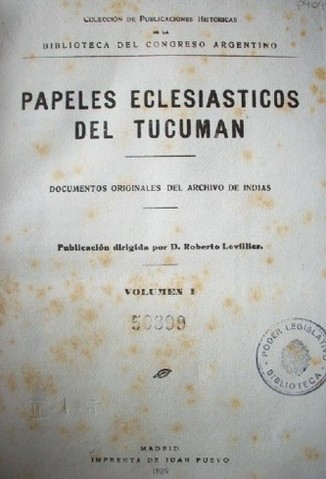 COLECCIÓN DE PUBLICACIONES HISTÓRICAS
DE LA
BIBLIOTECA DEL CONGRESO ARGENTINO
PAPELES ECLESIASTICOS
DEL TUCUMAN
DOCUMENTOS ORIGINALES DEL ARCHIVO DE INDIAS
Publicación dirigida por D. Roberto Levillier.
VOLUMEN I
50399
PODER LEGISLATIVO
BIBLIOTECA
MADRID
IMPRENTA DE JUAN PUEYO